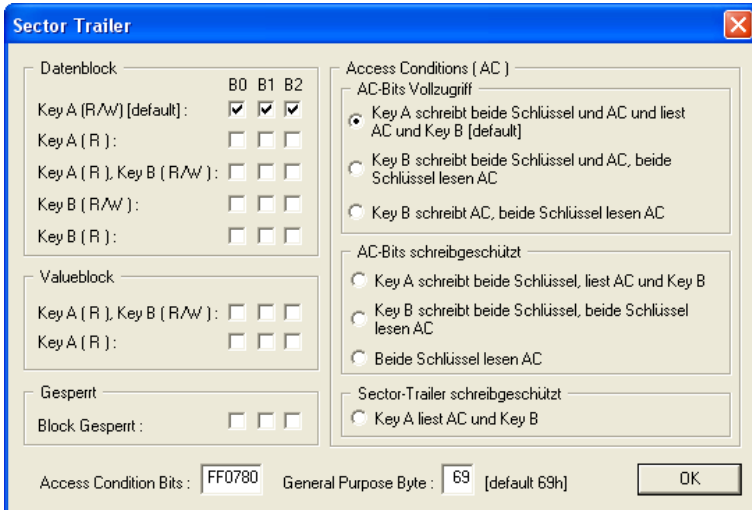 Sector Trailer
Datenblock
B0 B1 B2
Key A (R/W) [default] :
Key A ( R ) :
Key A ( R ), Key B ( R/W ) :
Key B ( R/W ) :
Key B ( R ) :
Valueblock
Key A ( R ), Key B ( R/W ) :
Key A ( R ) :
Gesperrt
Block Gesperrt :
Access Conditions ( AC )
AC-Bits Vollzugriff
Key A schreibt beide Schlüssel und AC und liest
AC und Key B [default]
Key B schreibt beide Schlüssel und AC, beide
Schlüssel lesen AC
Key B schreibt AC, beide Schlüssel lesen AC
AC-Bits schreibgeschützt
Key A schreibt beide Schlüssel, liest AC und Key B
Key B schreibt beide Schlüssel, beide Schlüssel
lesen AC
Beide Schlüssel lesen AC
Sector-Trailer schreibgeschützt
Key A liest AC und Key B
Access Condition Bits : FF0780 General Purpose Byte : 69 [default 69h] OK